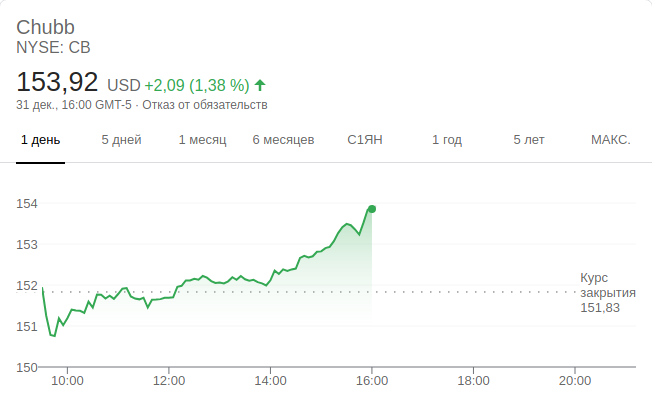 Chubb
NYSE: CB
153,92 USD +2,09 (1,38 %)
31 дек., 16:00 GMT-5 · Отказ от обязательств
1 день 5 дней 1 месяц 6 месяцев С1ЯН 1 год 5 лет МАКС.
154
153
152
151
150
Курс
закрытия
151,83
10:00 12:00 14:00 16:00 18:00 20:00